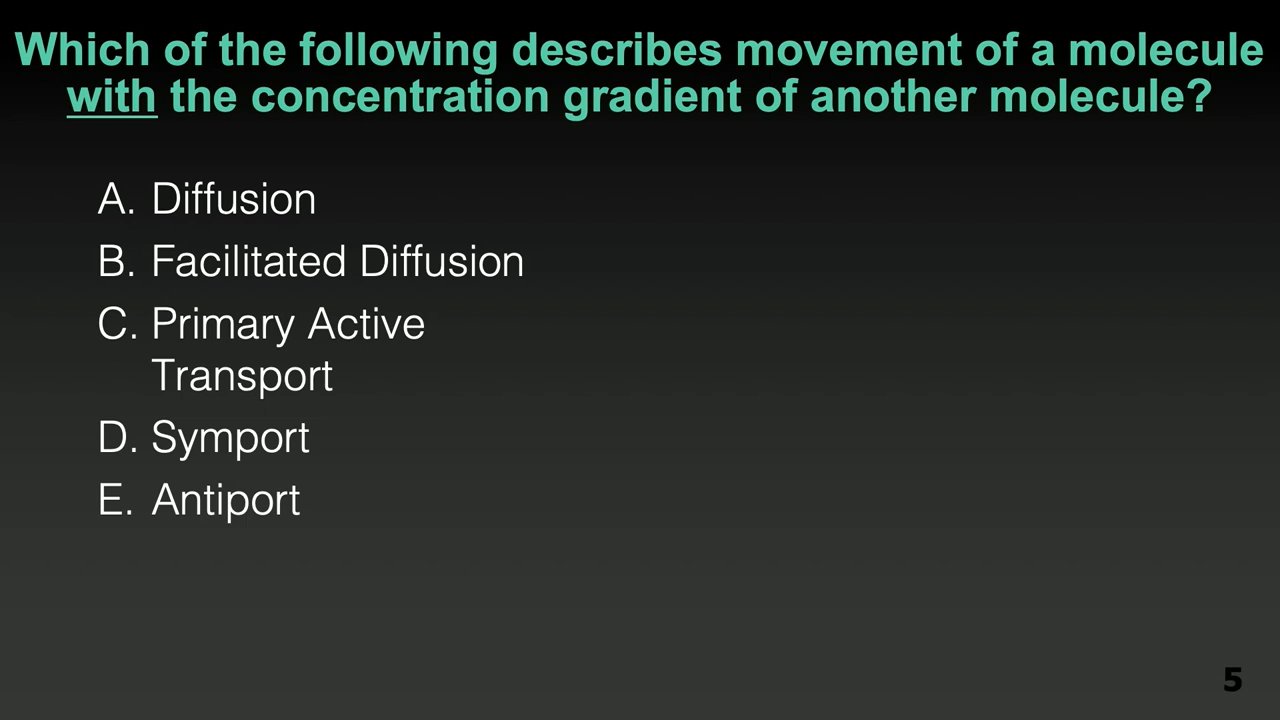 Which of the following describes movement of a molecule
with the concentration gradient of another molecule?
A. Diffusion
B. Facilitated Diffusion
C. Primary Active
Transport
D. Symport
E. Antiport
5